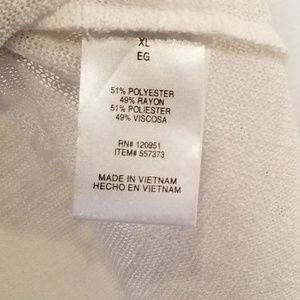 XL
EG
51% POLYESTER
49% RAYON
51% POLIESTER
49% VISCOSA
RN# 120951
ITEM# 557373
MADE IN VIETNAM
HECHO EN VIETNAM